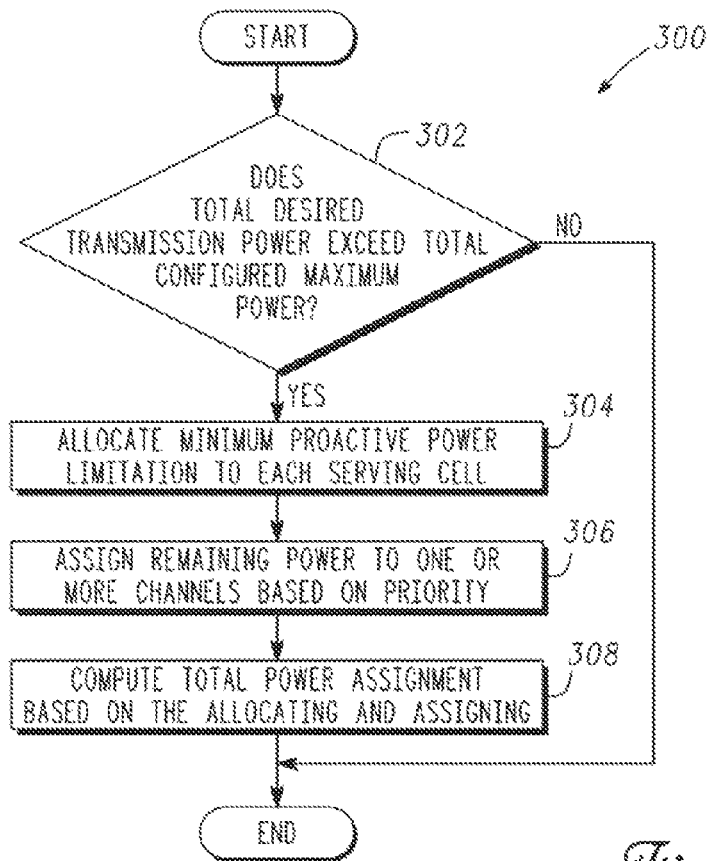 START
300
302
DOES
TOTAL DESIRED
TRANSMISSION POWER EXCEED TOTAL
CONFIGURED MAXIMUM
POWER?
NO
YES
304
ALLOCATE MINIMUM PROACTIVE POWER
LIMITATION TO EACH SERVING CELL
306
ASSIGN REMAINING POWER TO ONE OR
MORE CHANNELS BASED ON PRIORITY
308
COMPUTE TOTAL POWER ASSIGNMENT
BASED ON THE ALLOCATING AND ASSIGNING
END